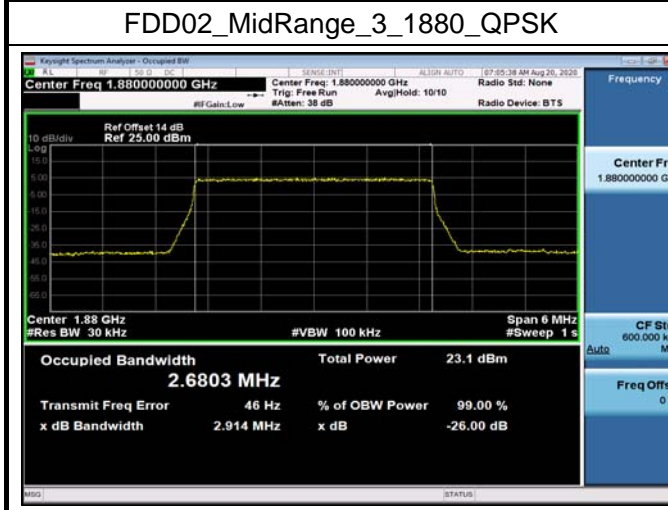 FDD02_MidRange_3_1880_QPSK
Keysight Spectrum Analyzer - Occupied BW
RL RF 50 Ω DC SENSE:INT ALIGN AUTO 07:05:38 AM Aug 20, 2020
Center Freq 1.880000000 GHz
Center Freq: 1.880000000 GHz Radio Std: None
Trig: Free Run Avg|Hold: 10/10
#IFGain:Low #Atten: 38 dB Radio Device: BTS
Frequency
Ref Offset 14 dB
10 dB/div Ref 25.00 dBm
Log
15.0
5.00
-5.00
-15.0
-25.0
-35.0
-45.0
-55.0
-65.0
Center Fr
1.880000000 G
Center 1.88 GHz Span 6 MHz
#Res BW 30 kHz #VBW 100 kHz #Sweep 1 s
CF St
600.000 k
Auto M
Occupied Bandwidth Total Power 23.1 dBm
2.6803 MHz
Freq Offs
0
Transmit Freq Error 46 Hz % of OBW Power 99.00 %
x dB Bandwidth 2.914 MHz x dB -26.00 dB
MSG STATUS